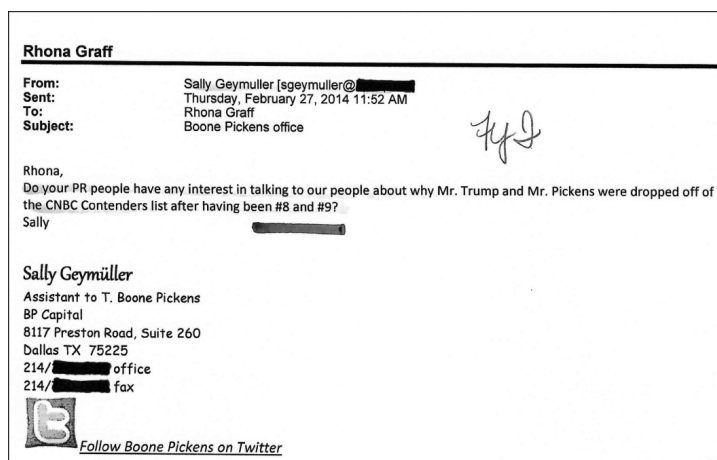 Rhona Graff
From: Sally Geymuller [sgeymuller@
Sent: Thursday, February 27, 2014 11:52 AM
To: Rhona Graff
Subject: Boone Pickens office
FyI
Rhona,
Do your PR people have any interest in talking to our people about why Mr. Trump and Mr. Pickens were dropped off of
the CNBC Contenders list after having been #8 and #9?
Sally
Sally Geymüller
Assistant to T. Boone Pickens
BP Capital
8117 Preston Road, Suite 260
Dallas TX 75225
214/ office
214/ fax
t
Follow Boone Pickens on Twitter